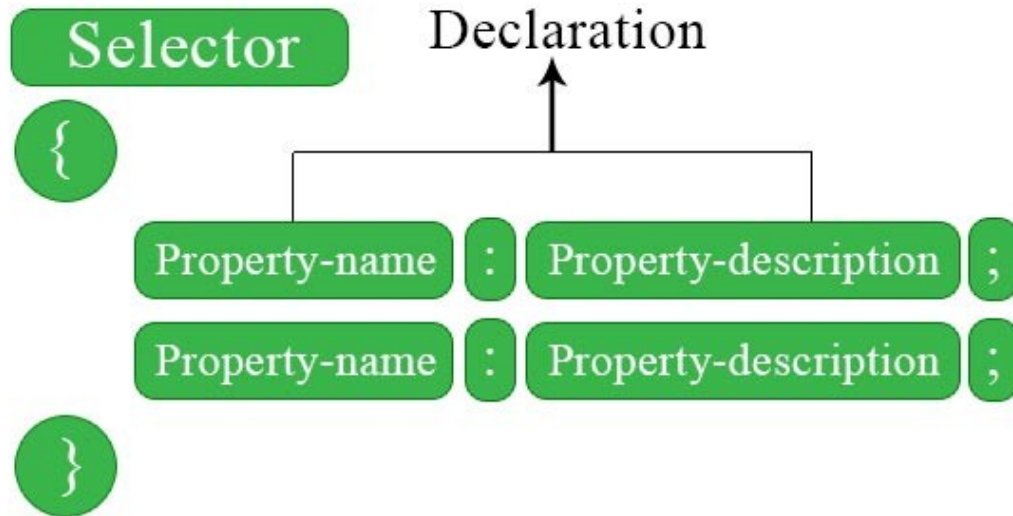 Selector
Declaration
{
Property-name : Property-description ;
Property-name : Property-description ;
}